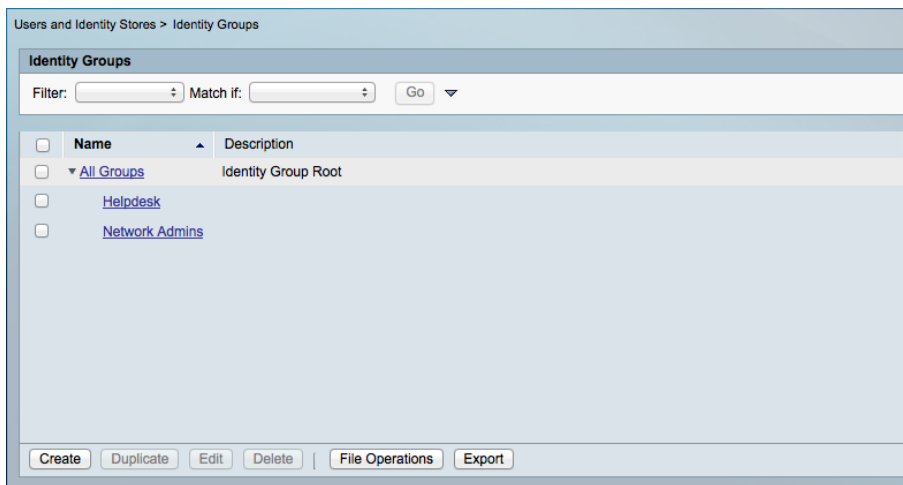 Users and Identity Stores > Identity Groups
Identity Groups
Filter: Match if: Go
Name Description
All Groups Identity Group Root
Helpdesk
Network Admins
Create Duplicate Edit Delete | File Operations Export